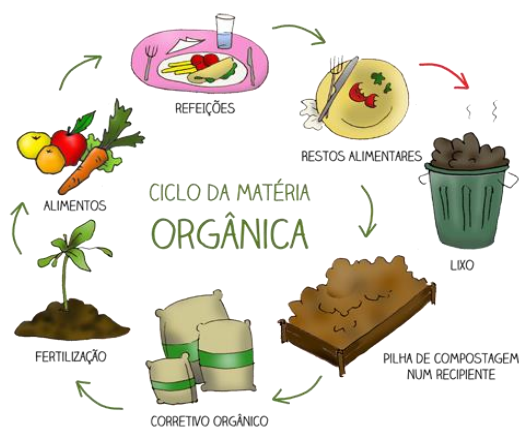 REFEIÇÕES
RESTOS ALIMENTARES
LIXO
ALIMENTOS
CICLO DA MATÉRIA
ORGÂNICA
FERTILIZAÇÃO
PILHA DE COMPOSTAGEM
NUM RECIPIENTE
CORRETIVO ORGÂNICO